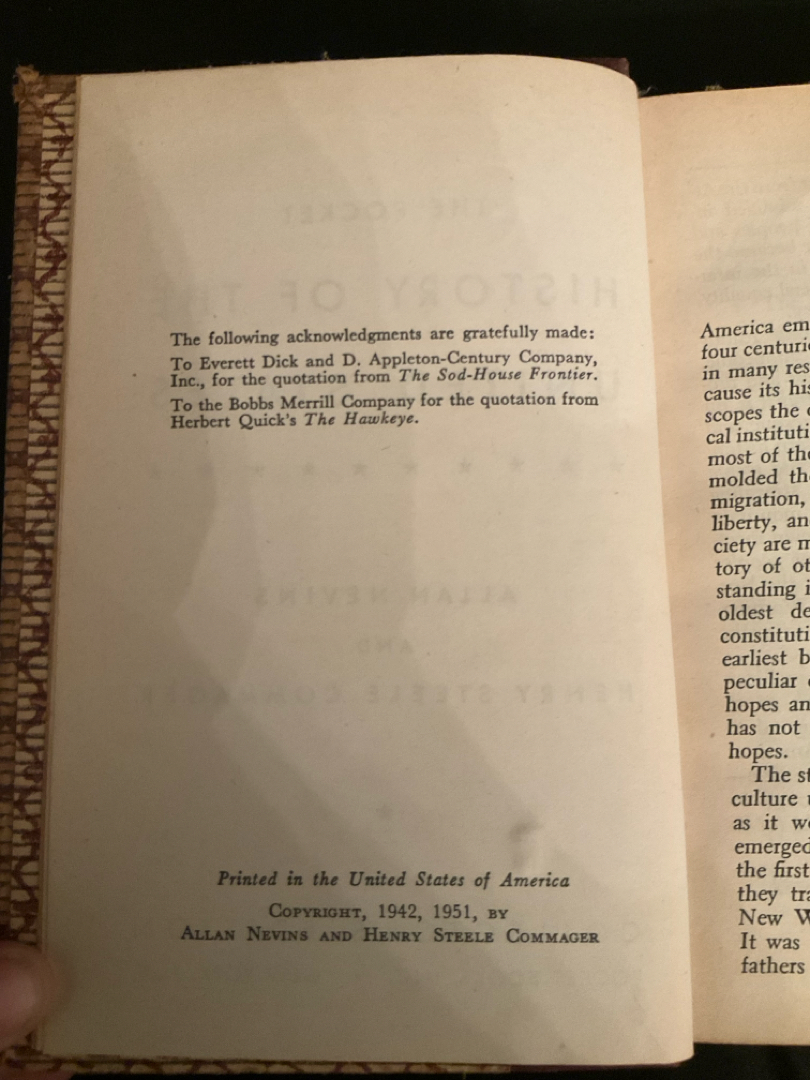 The following acknowledgments are gratefully made:
To Everett Dick and D. Appleton-Century Company,
Inc., for the quotation from The Sod-House Frontier.
To the Bobbs Merrill Company for the quotation from
Herbert Quick's The Hawkeye.
Printed in the United States of America
COPYRIGHT, 1942, 1951, BY
ALLAN NEVINS AND HENRY STEELE COMMAGER
America em
four centuri
in many res
cause its his
scopes the
cal instituti
most of the
molded th
migration,
liberty, an
ciety are m
tory of ot
standing i
oldest de
constituti
earliest b
peculiar
hopes an
has not
hopes.
The st
culture
as it w
emerged
the first
they tra
New W
It was
fathers